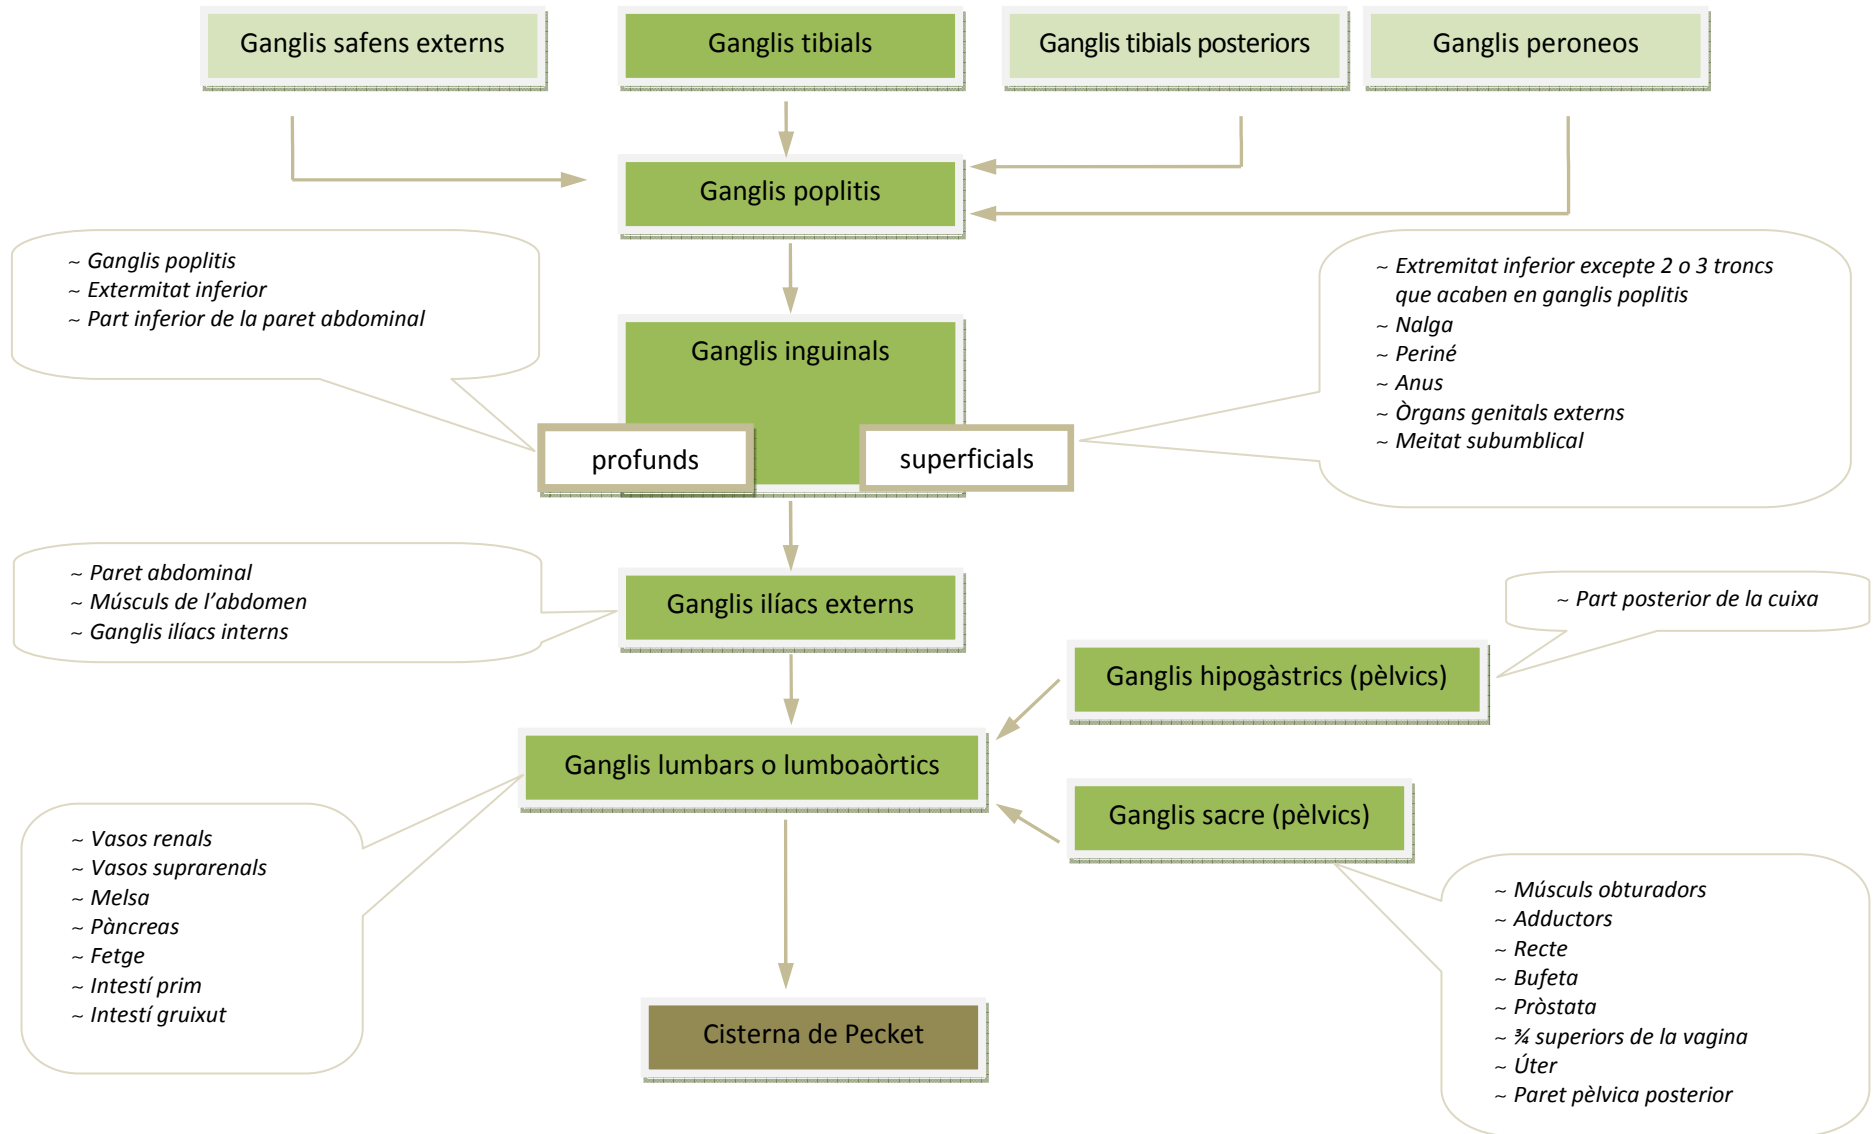 Ganglis safens externs
Ganglis tibials
Ganglis tibials posteriors
Ganglis peroneos
Ganglis poplitis
~ Ganglis poplitis
~ Extermitat inferior
~ Part inferior de la paret abdominal
~ Extremitat inferior excepte 2 o 3 troncs
que acaben en ganglis poplitis
~ Nalga
~ Periné
~ Anus
~ Òrgans genitals externs
~ Meitat subumblical
Ganglis inguinals
profunds
superficials
~ Paret abdominal
~ Músculs de l’abdomen
~ Ganglis ilíacs interns
Ganglis ilíacs externs
~ Part posterior de la cuixa
Ganglis hipogàstrics (pèlvics)
Ganglis lumbars o lumboaòrtics
Ganglis sacre (pèlvics)
~ Vasos renals
~ Vasos suprarenals
~ Melsa
~ Pàncreas
~ Fetge
~ Intestí prim
~ Intestí gruixut
~ Músculs obturadors
~ Adductors
~ Recte
~ Bufeta
~ Pròstata
~ ¾ superiors de la vagina
~ Úter
~ Paret pèlvica posterior
Cisterna de Pecket